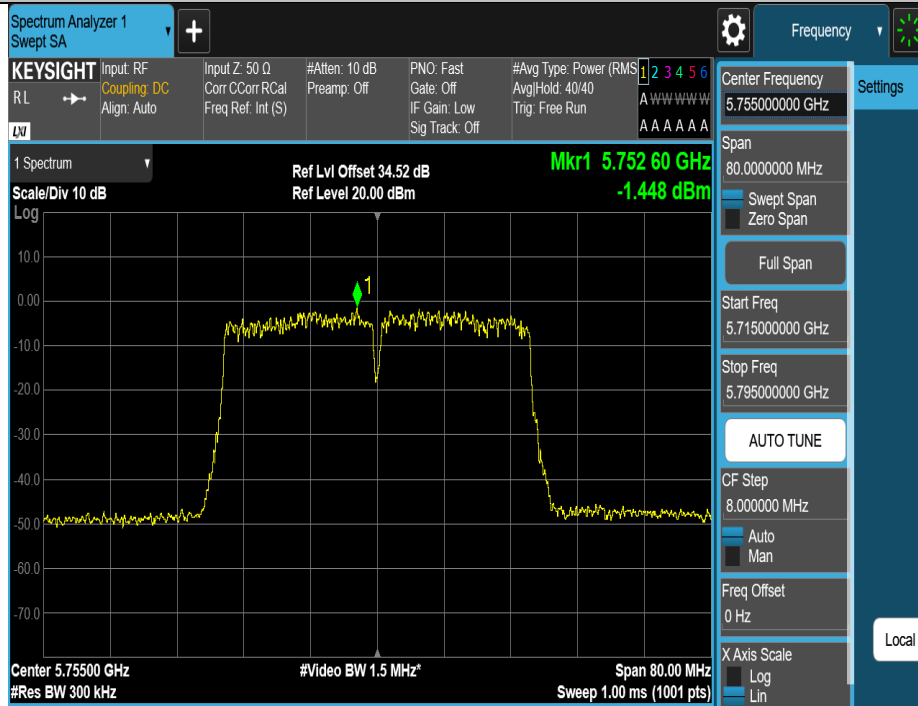 Spectrum Analyzer 1
Swept SA
+
Frequency
KEYSIGHT
R L
LXI
Input: RF
Coupling: DC
Align: Auto
Input Z: 50 Ω
Corr CCorr RCal
Freq Ref: Int (S)
#Atten: 10 dB
Preamp: Off
PNO: Fast
Gate: Off
IF Gain: Low
Sig Track: Off
#Avg Type: Power (RMS
Avg|Hold: 40/40
Trig: Free Run
1 2 3 4 5 6
A W W W W W
A A A A A A
1 Spectrum
Scale/Div 10 dB
Log
Ref Lvl Offset 34.52 dB
Ref Level 20.00 dBm
Mkr1 5.752 60 GHz
-1.448 dBm
1
10.0
0.00
-10.0
-20.0
-30.0
-40.0
-50.0
-60.0
-70.0
Center 5.75500 GHz
#Res BW 300 kHz
#Video BW 1.5 MHz*
Span 80.00 MHz
Sweep 1.00 ms (1001 pts)
Center Frequency
5.755000000 GHz
Span
80.0000000 MHz
Swept Span
Zero Span
Full Span
Start Freq
5.715000000 GHz
Stop Freq
5.795000000 GHz
AUTO TUNE
CF Step
8.000000 MHz
Auto
Man
Freq Offset
0 Hz
X Axis Scale
Log
Lin
Settings
Local